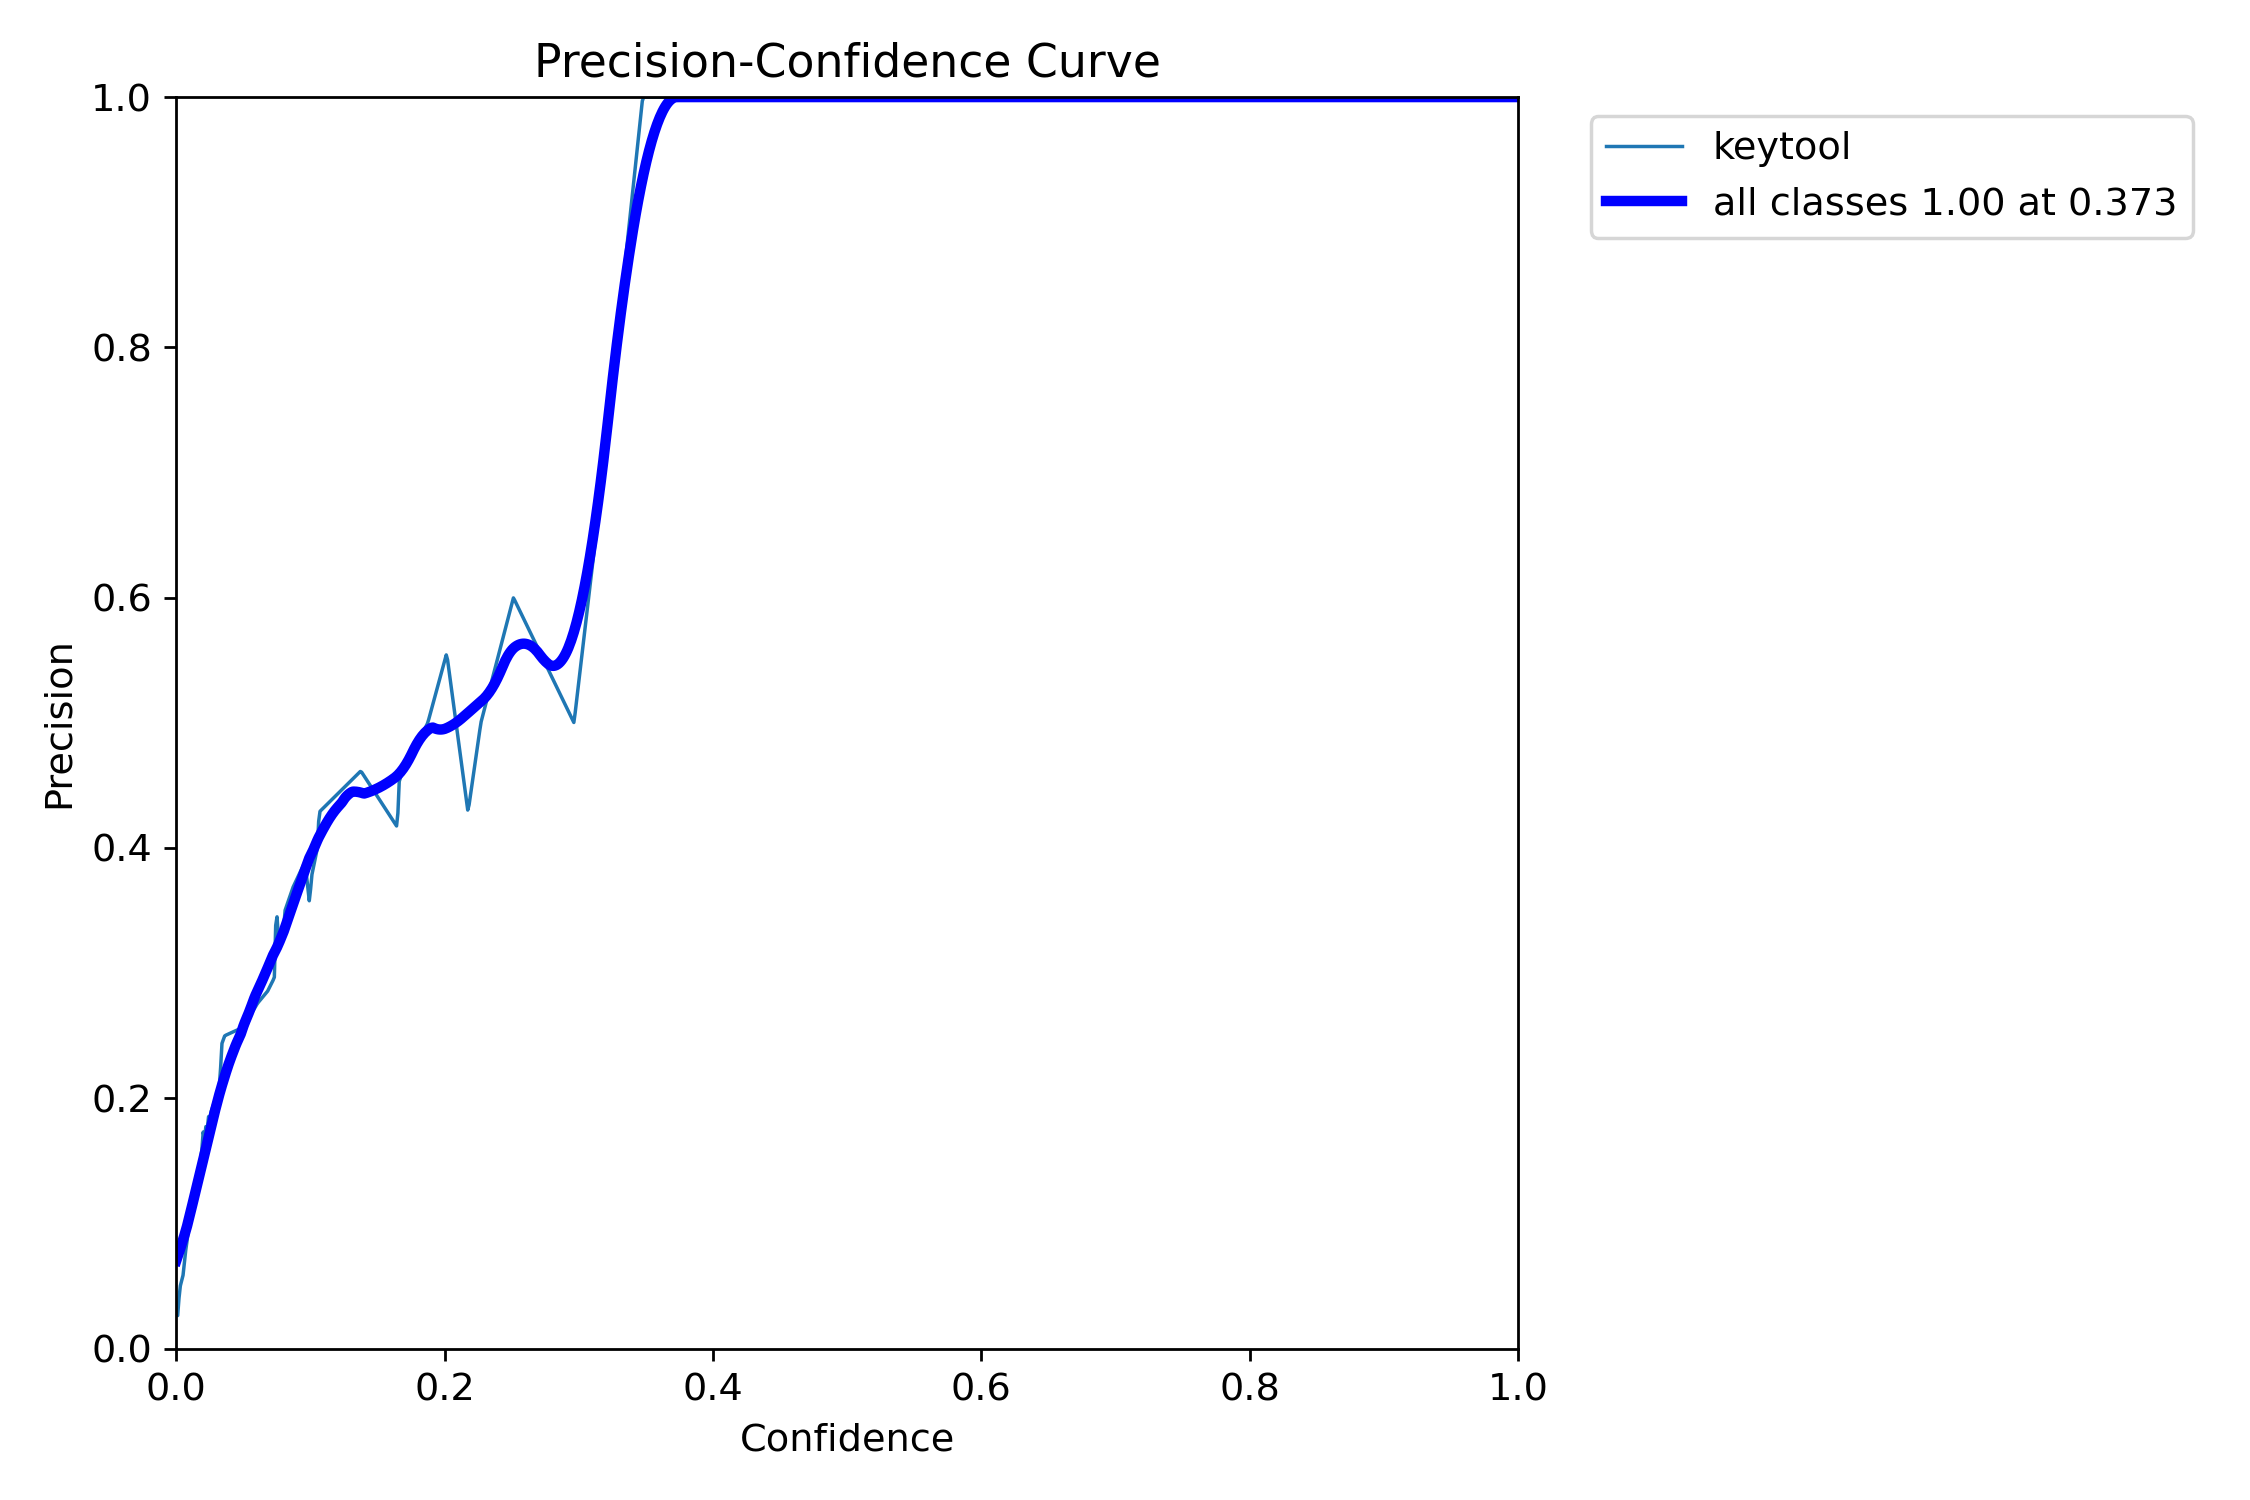 Precision-Confidence Curve
keytool
all classes 1.00 at 0.373
1.0
0.8
0.6
0.4
0.2
0.0
Precision
0.0 0.2 0.4 0.6 0.8 1.0
Confidence